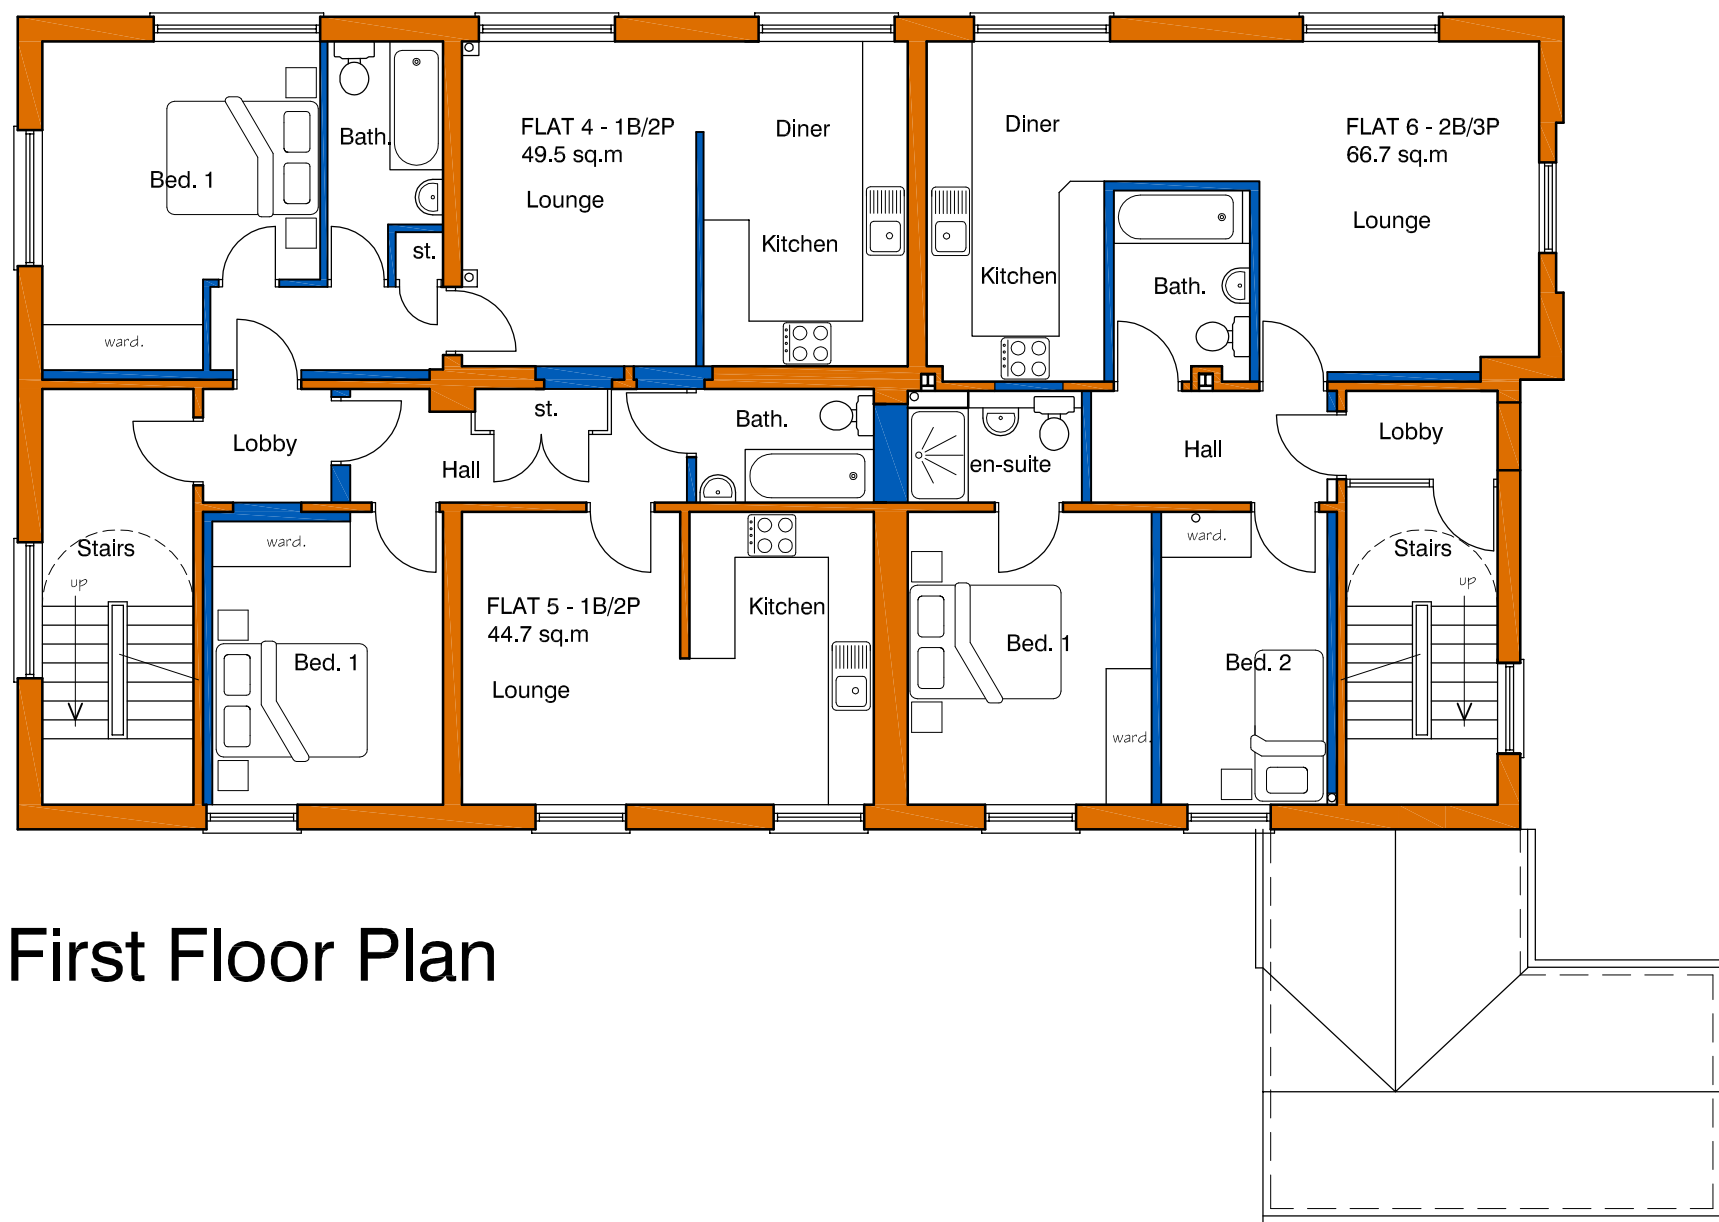 FLAT 4 - 1B/2P
49.5 sq.m
Lounge
Diner
Kitchen
Bed. 1
Bath.
st.
ward.
Diner
Kitchen
FLAT 6 - 2B/3P
66.7 sq.m
Lounge
Bath.
Lobby
Hall
st.
Bath.
en-suite
Hall
Lobby
Stairs
up
ward.
Bed. 1
FLAT 5 - 1B/2P
44.7 sq.m
Lounge
Kitchen
Bed. 1
ward.
ward.
Bed. 2
Stairs
up
First Floor Plan